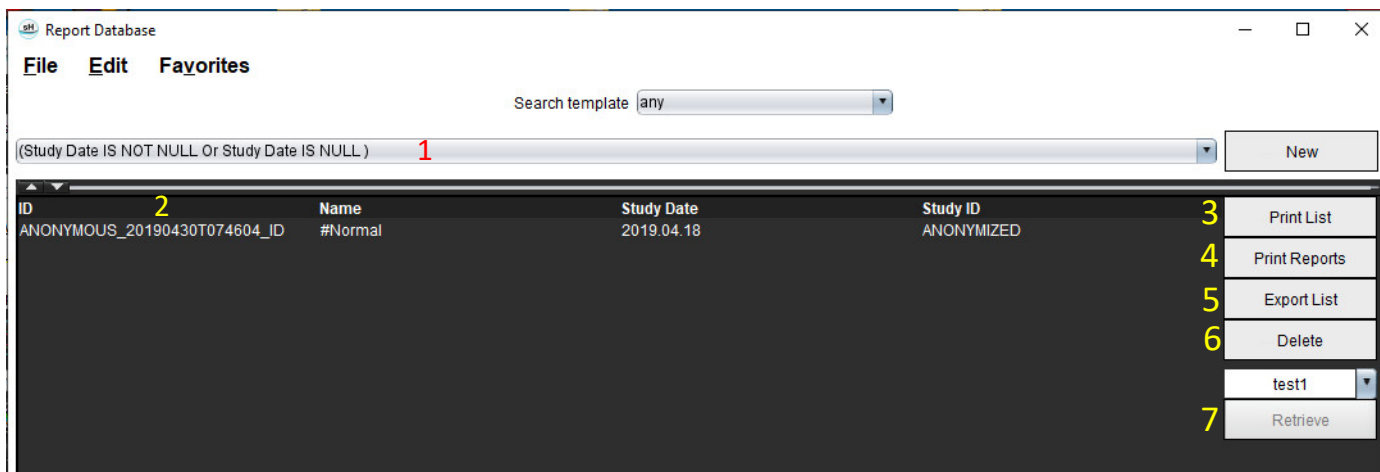 sH Report Database
File Edit Favorites
Search template any
(Study Date IS NOT NULL Or Study Date IS NULL ) 1 New
ID 2 Name Study Date Study ID 3 Print List
ANONYMOUS_20190430T074604_ID #Normal 2019.04.18 ANONYMIZED
4 Print Reports
5 Export List
6 Delete
test1
7 Retrieve